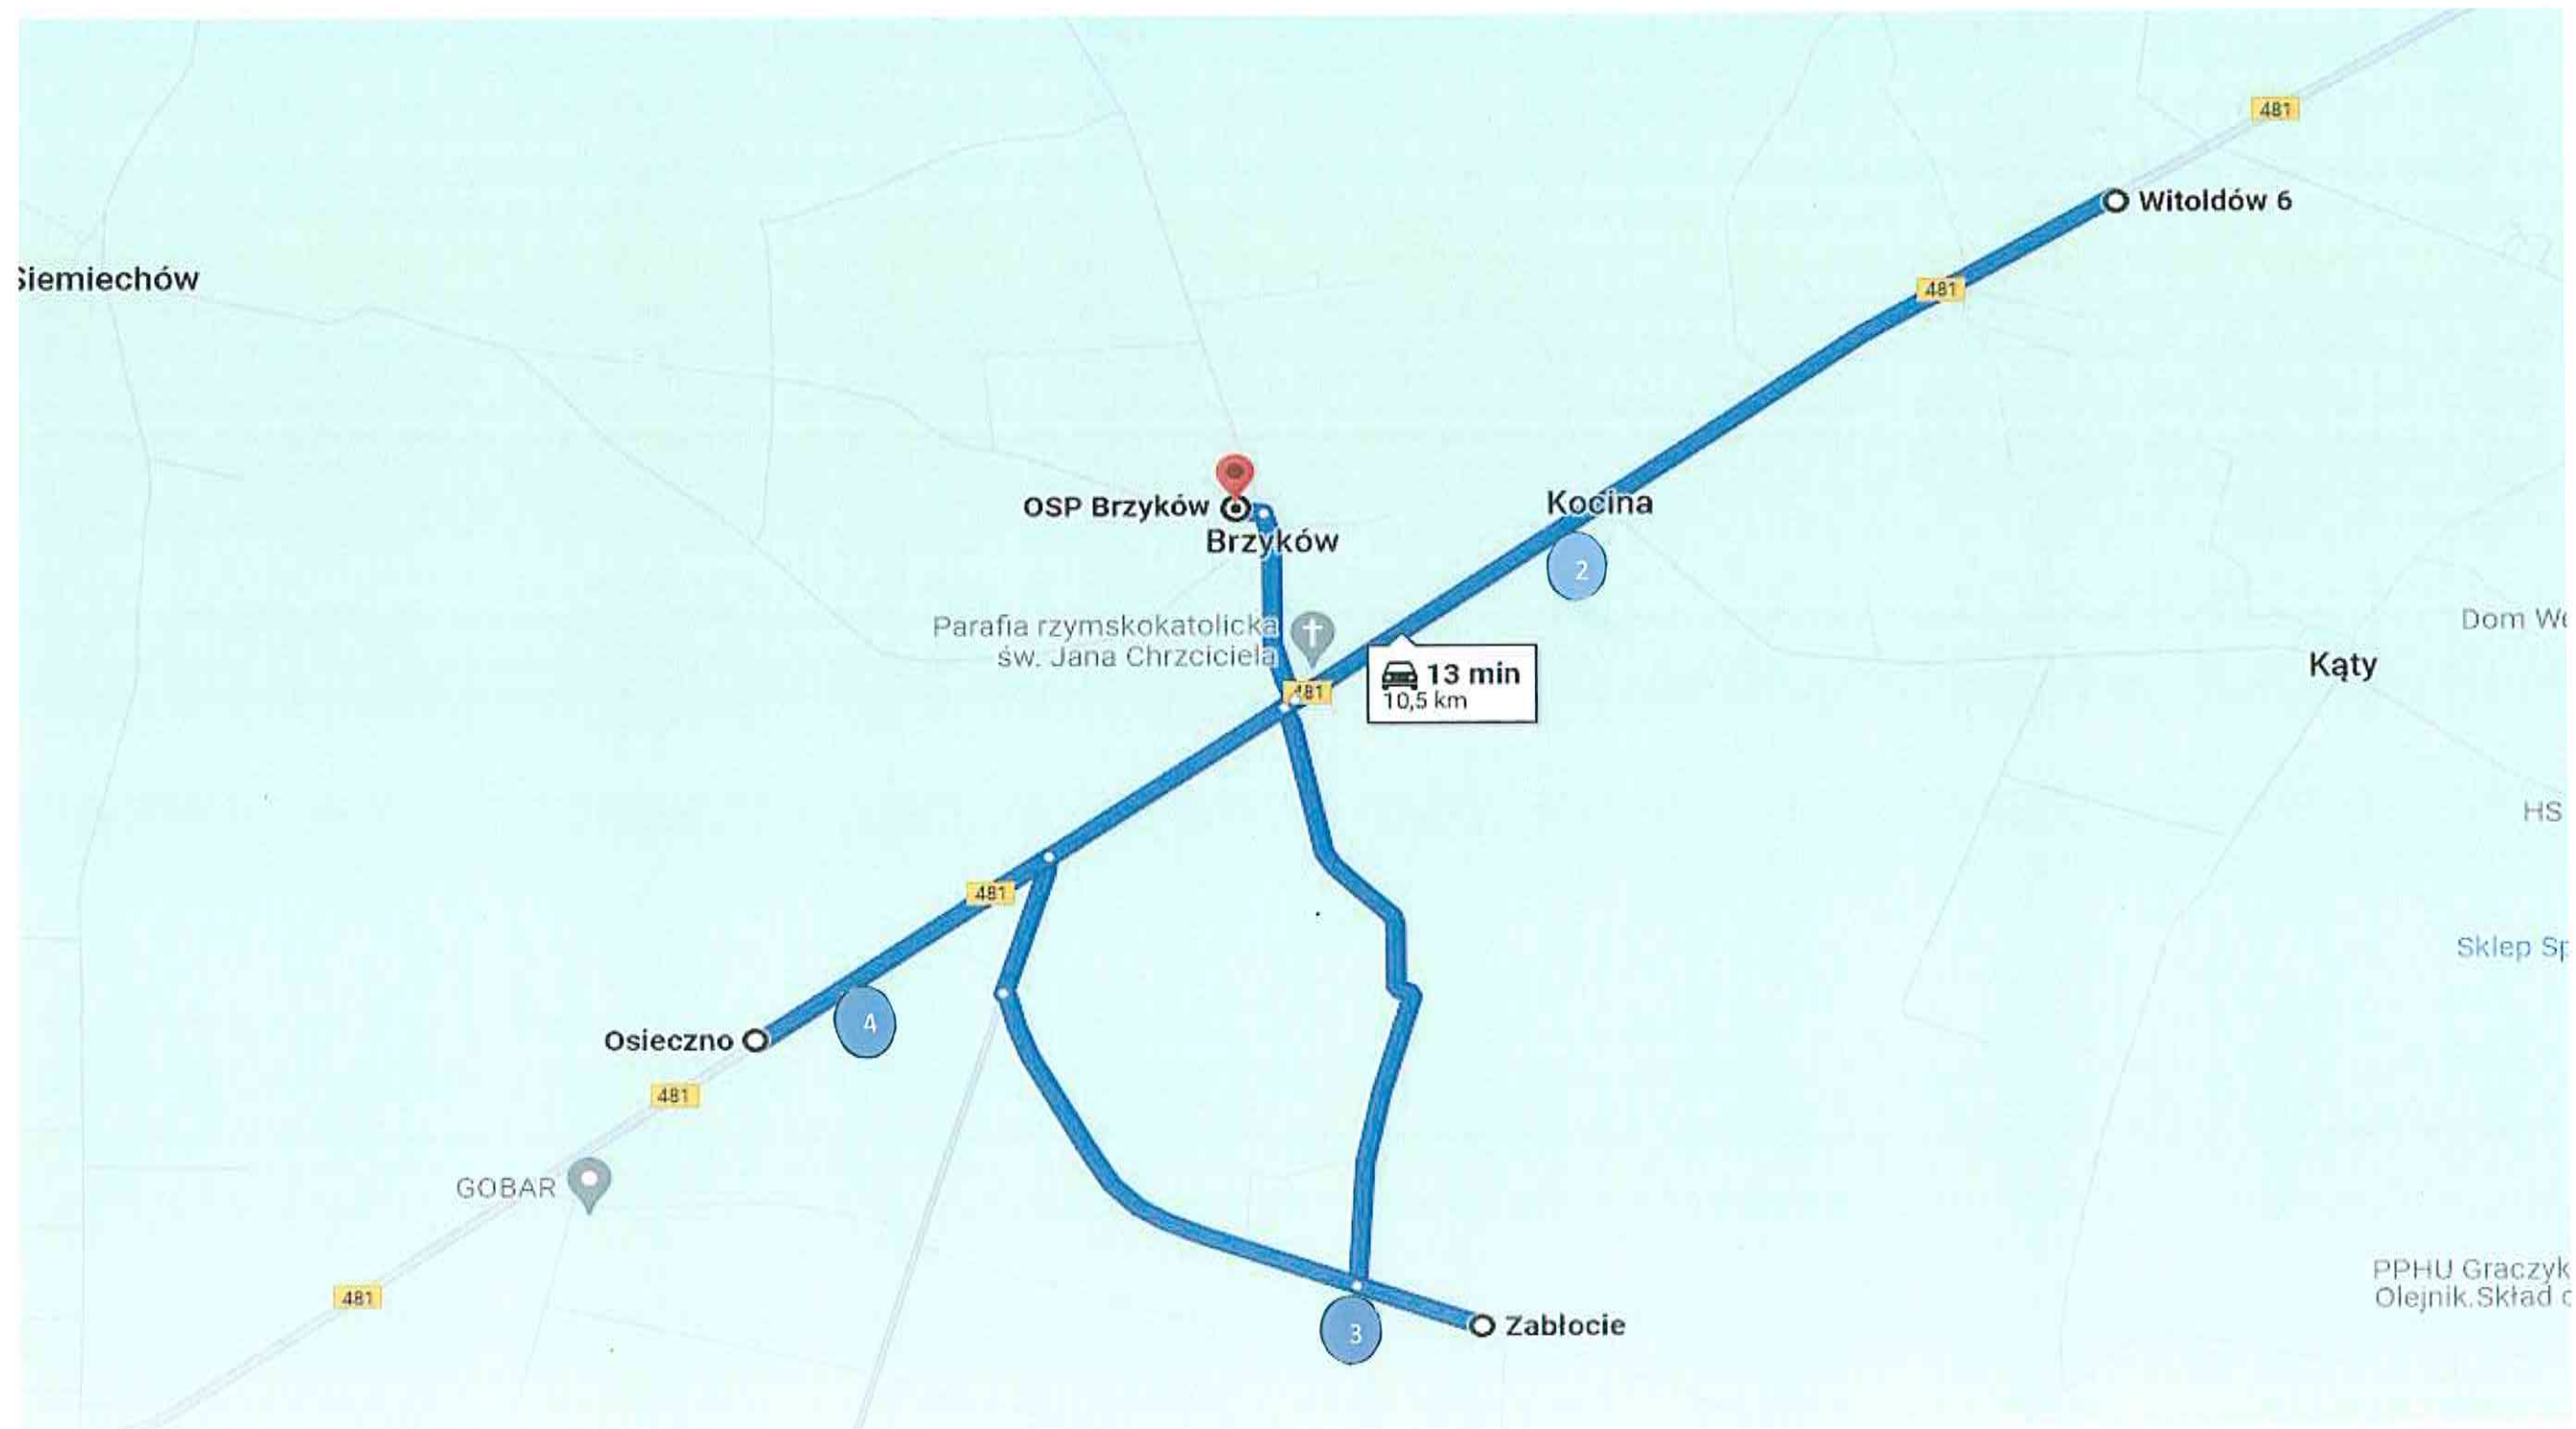 481
Witoldów 6
Siemiechów
481
OSP Brzyków
Kocina
Brzyków
2
Parafia rzymskokatolicka
św. Jana Chrzciciela
Dom
Kąty
13 min
481
10,5 km
HS
481
Sklep
4
Osieczno
481
GOBAR
PPHU Graczyk
Olejnik.Skład
481
Zabłocie
3